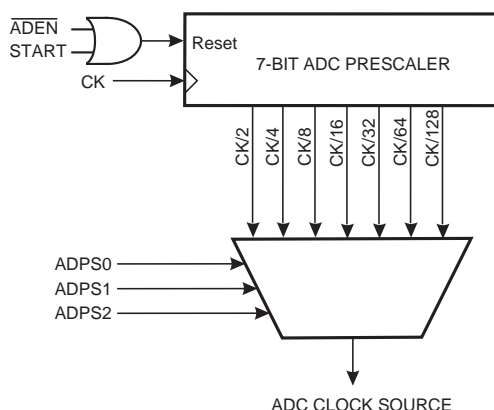 ADEN
START
Reset
7-BIT ADC PRESCALER
CK
CK/2
CK/4
CK/8
CK/16
CK/32
CK/64
CK/128
ADPS0
ADPS1
ADPS2
ADC CLOCK SOURCE